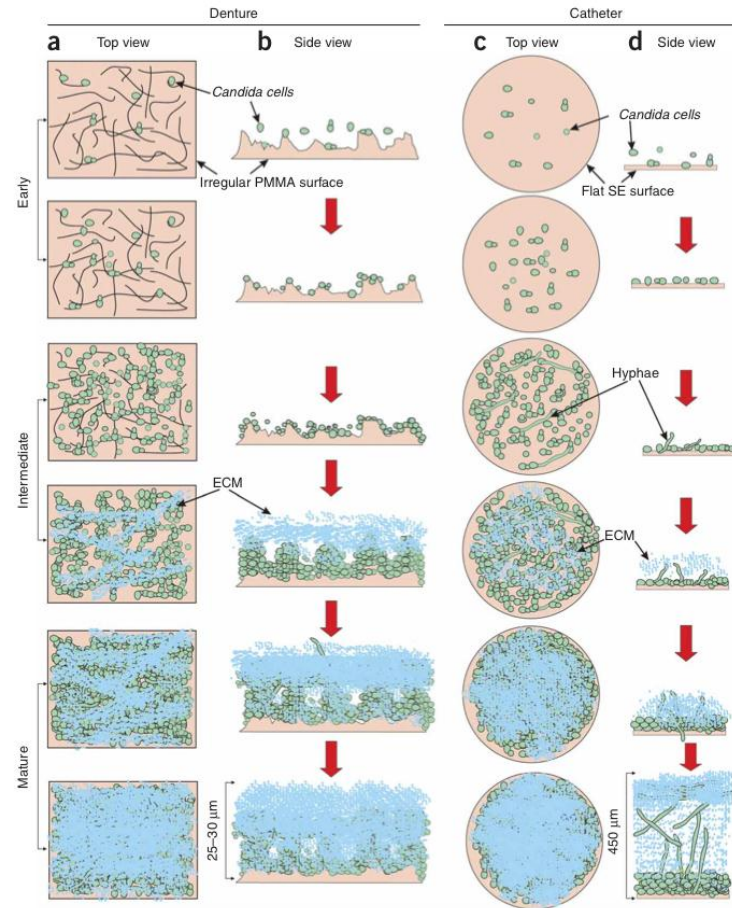 Denture
Catheter
a Top view
b Side view
c Top view
d Side view
Candida cells
Irregular PMMA surface
Candida cells
Flat SE surface
Early
Hyphae
Intermediate
ECM
ECM
Mature
25–30 µm
450 µm